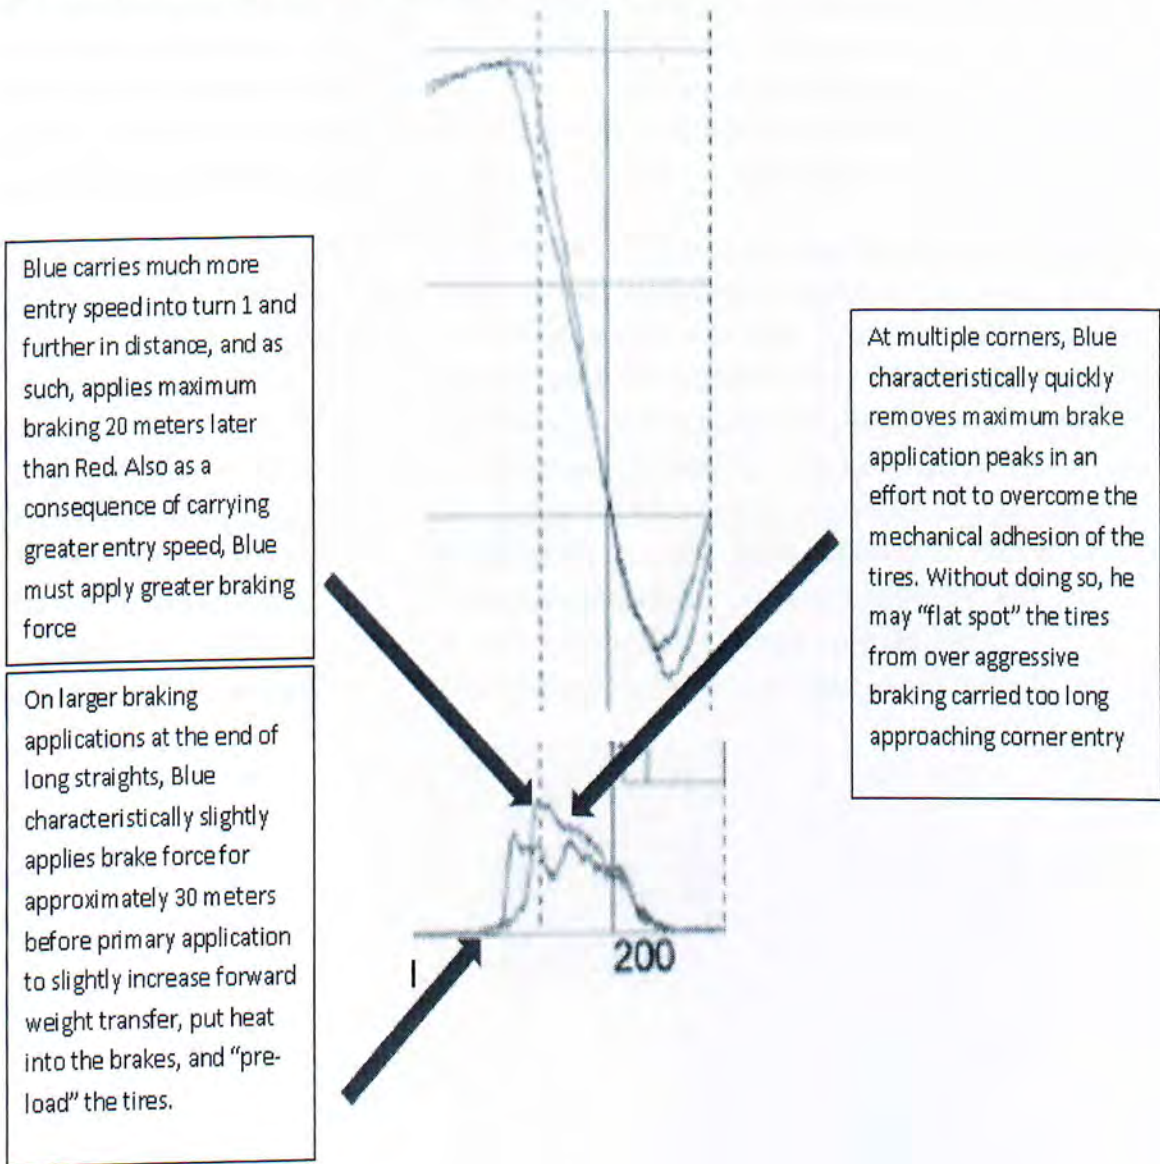 Blue carries much more
entry speed into turn 1 and
further in distance, and as
such, applies maximum
braking 20 meters later
than Red. Also as a
consequence of carrying
greater entry speed, Blue
must apply greater braking
force
On larger braking
applications at the end of
long straights, Blue
characteristically slightly
applies brake force for
approximately 30 meters
before primary application
to slightly increase forward
weight transfer, put heat
into the brakes, and “pre-
load” the tires.
At multiple corners, Blue
characteristically quickly
removes maximum brake
application peaks in an
effort not to overcome the
mechanical adhesion of the
tires. Without doing so, he
may “flat spot” the tires
from over aggressive
braking carried too long
approaching corner entry
200